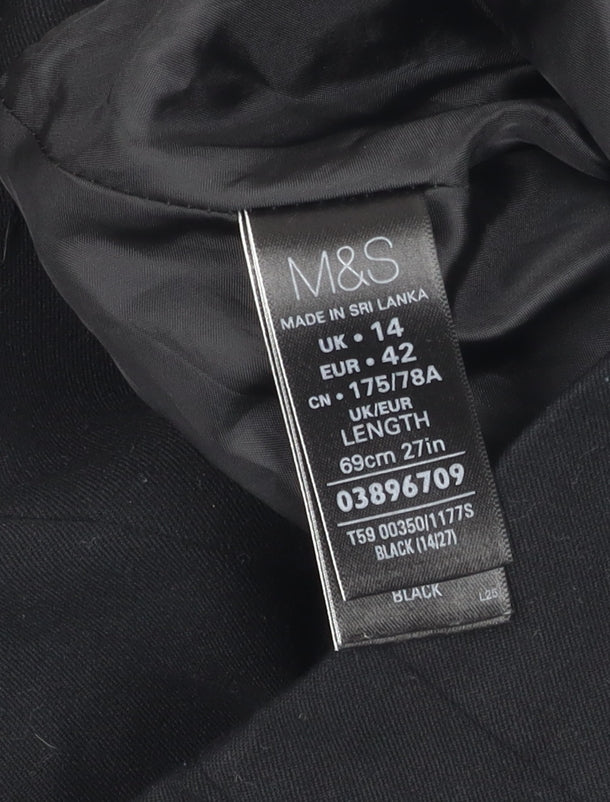 M&S
MADE IN SRI LANKA
UK • 14
EUR • 42
CN • 175/78A
UK/EUR
LENGTH
69cm 27in
03896709
T59 00350/1177S
BLACK (14/27)
BLACK